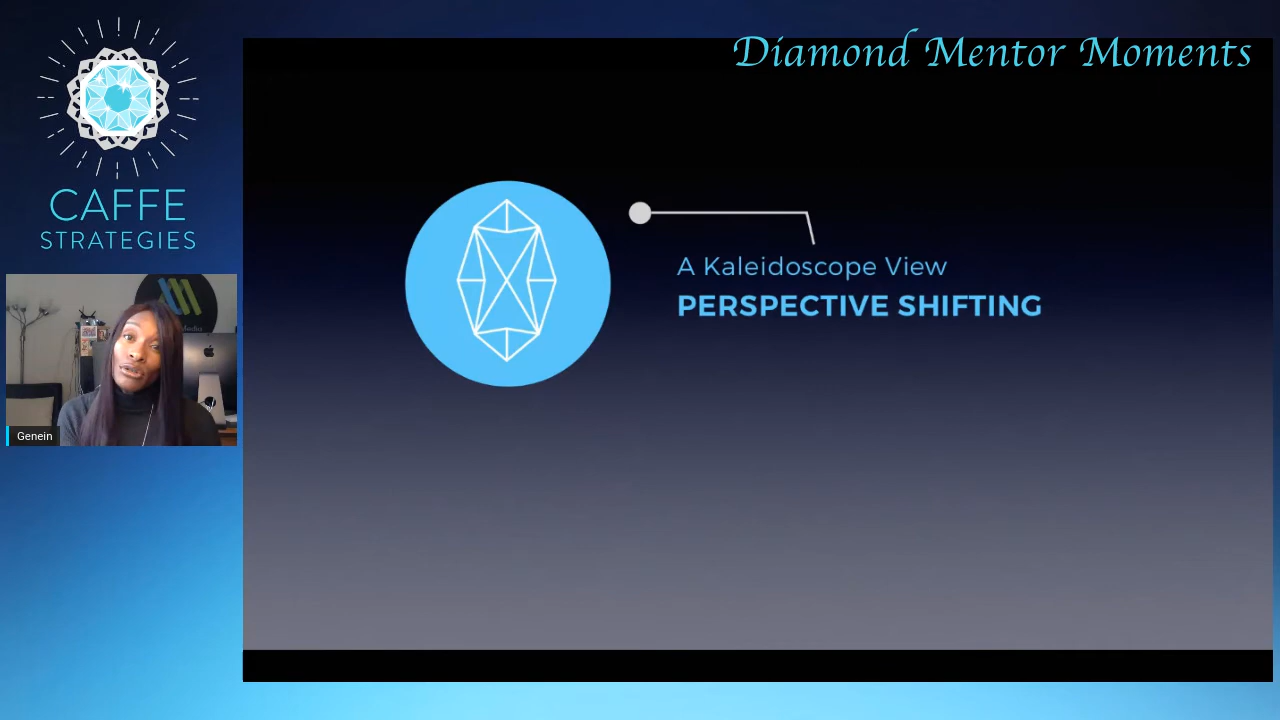 Diamond Mentor Moments
CAFFE
STRATEGIES
A Kaleidoscope View
PERSPECTIVE SHIFTING
Genein